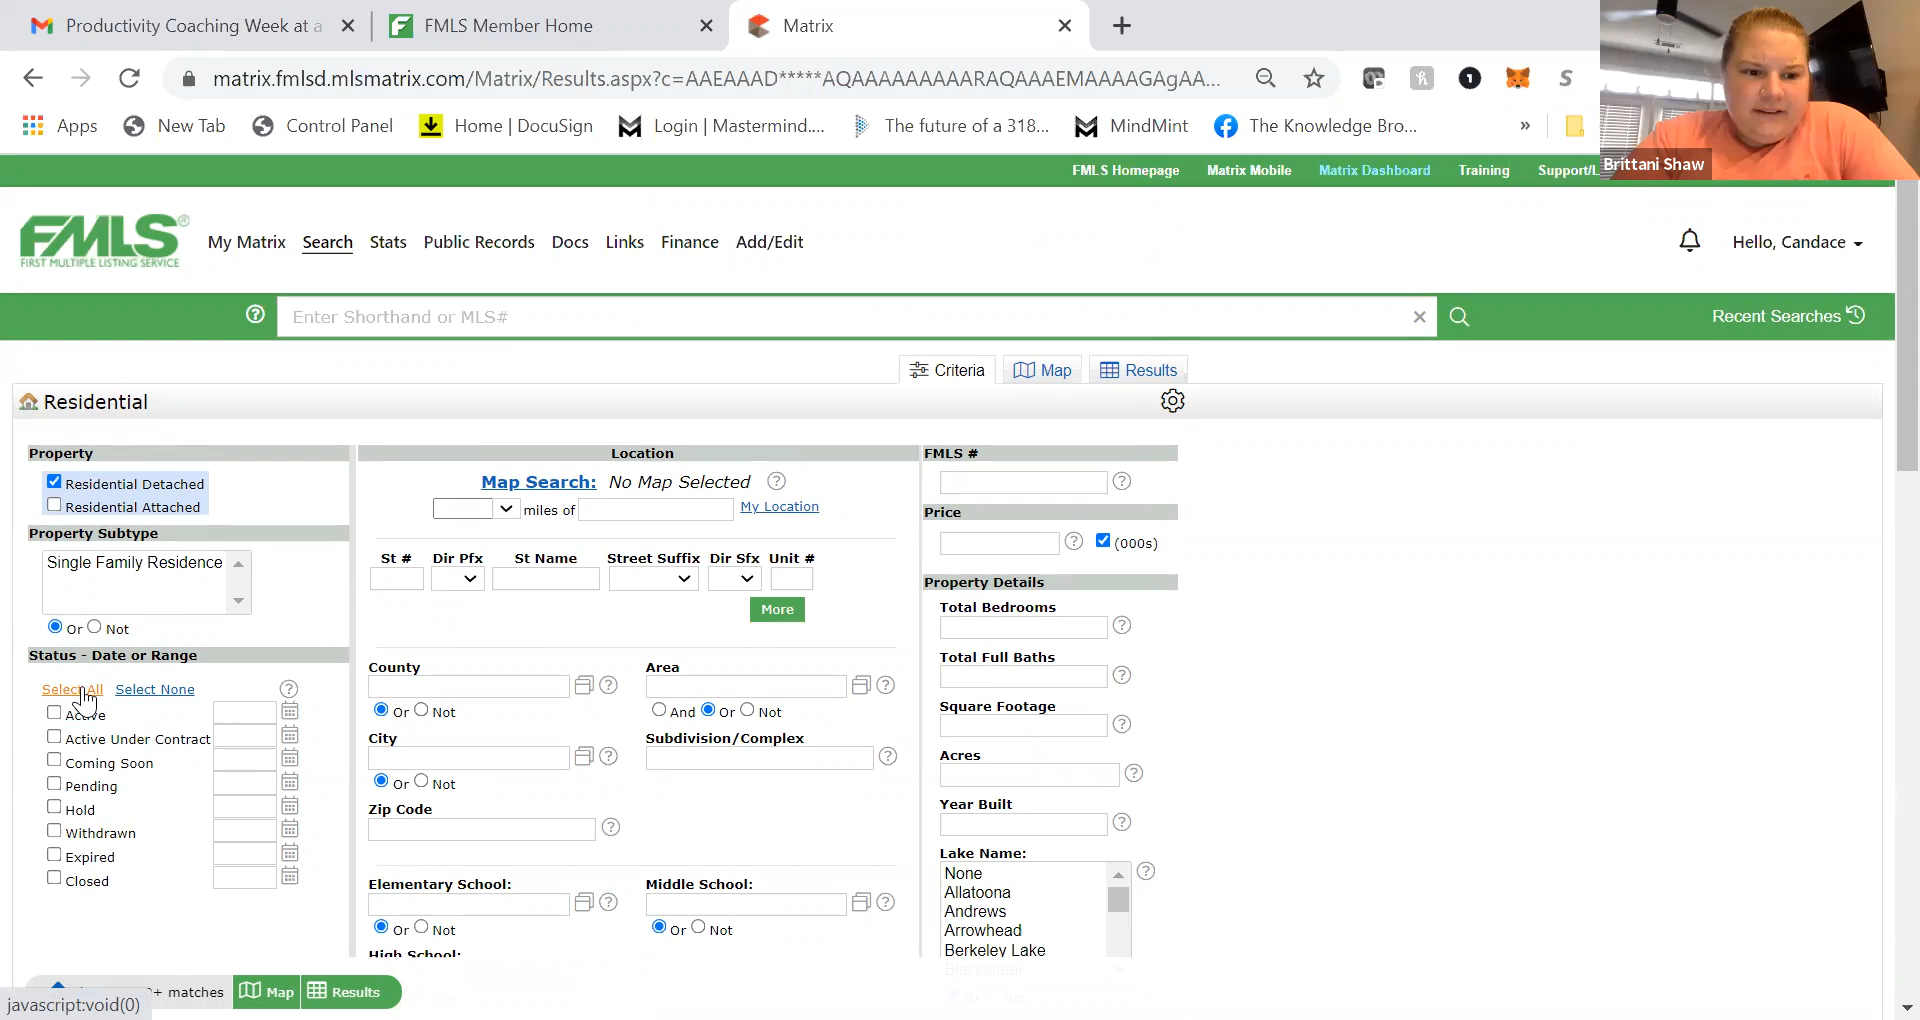 Productivity Coaching Week at a
FMLS Member Home
Matrix
matrix.fmlsd.mlsmatrix.com/Matrix/Results.aspx?c=AAEAAAD*****AQAAAAAAAAARAQAAAEMAAAAGAgAA...
Apps
New Tab
Control Panel
Home | DocuSign
Login | Mastermind....
The future of a 318...
MindMint
The Knowledge Bro...
»
Brittani Shaw
FMLS Homepage
Matrix Mobile
Matrix Dashboard
Training
Support/L
FMLS®
FIRST MULTIPLE LISTING SERVICE
My Matrix
Search
Stats
Public Records
Docs
Links
Finance
Add/Edit
Hello, Candace
Enter Shorthand or MLS#
Recent Searches
Criteria
Map
Results
Residential
Property
Residential Detached
Residential Attached
Property Subtype
Single Family Residence
Or Not
Status - Date or Range
Select All Select None
Active
Active Under Contract
Coming Soon
Pending
Hold
Withdrawn
Expired
Closed
Location
Map Search: No Map Selected
miles of
My Location
St # Dir Pfx St Name Street Suffix Dir Sfx Unit #
More
County
Or Not
Area
And Or Not
City
Or Not
Subdivision/Complex
Zip Code
Elementary School:
Or Not
Middle School:
Or Not
High School:
FMLS #
Price
(000s)
Property Details
Total Bedrooms
Total Full Baths
Square Footage
Acres
Year Built
Lake Name:
None
Allatoona
Andrews
Arrowhead
Berkeley Lake
Blackshear
Or Not
+ matches
Map
Results
javascript:void(0)